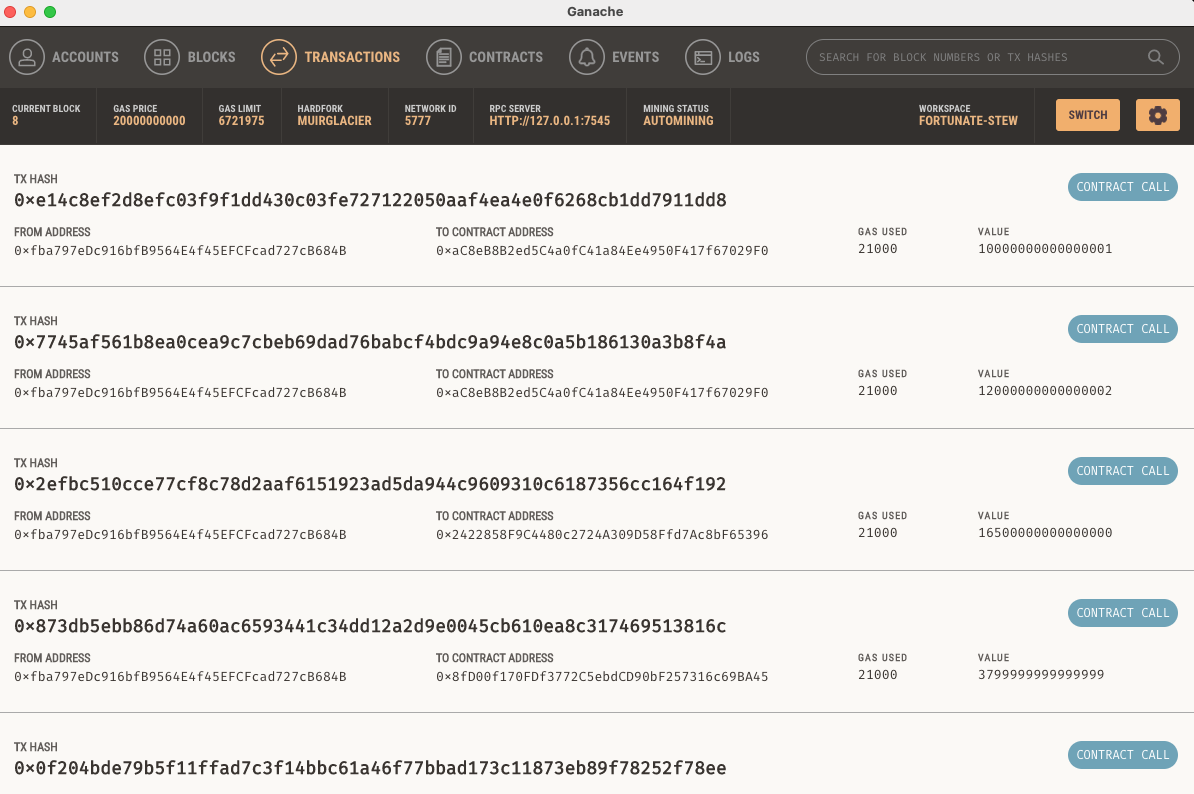 Ganache
ACCOUNTS BLOCKS TRANSACTIONS CONTRACTS EVENTS LOGS SEARCH FOR BLOCK NUMBERS OR TX HASHES
CURRENT BLOCK GAS PRICE GAS LIMIT HARDFORK NETWORK ID RPC SERVER MINING STATUS WORKSPACE
8 20000000000 6721975 MUIRGLACIER 5777 HTTP://127.0.0.1:7545 AUTOMINING FORTUNATE-STEW SWITCH
TX HASH
0×e14c8ef2d8efc03f9f1dd430c03fe727122050aaf4ea4e0f6268cb1dd7911dd8 CONTRACT CALL
FROM ADDRESS TO CONTRACT ADDRESS GAS USED VALUE
0×fba797eDc916bfB9564E4f45EFCFcad727cB684B 0×aC8eB8B2ed5C4a0fC41a84Ee4950F417f67029F0 21000 10000000000000001
TX HASH
0×7745af561b8ea0cea9c7cbeb69dad76babcf4bdc9a94e8c0a5b186130a3b8f4a CONTRACT CALL
FROM ADDRESS TO CONTRACT ADDRESS GAS USED VALUE
0×fba797eDc916bfB9564E4f45EFCFcad727cB684B 0×aC8eB8B2ed5C4a0fC41a84Ee4950F417f67029F0 21000 12000000000000002
TX HASH
0×2efbc510cce77cf8c78d2aaf6151923ad5da944c9609310c6187356cc164f192 CONTRACT CALL
FROM ADDRESS TO CONTRACT ADDRESS GAS USED VALUE
0×fba797eDc916bfB9564E4f45EFCFcad727cB684B 0×2422858F9C4480c2724A309D58Ffd7Ac8bF65396 21000 16500000000000000
TX HASH
0×873db5ebb86d74a60ac6593441c34dd12a2d9e0045cb610ea8c317469513816c CONTRACT CALL
FROM ADDRESS TO CONTRACT ADDRESS GAS USED VALUE
0×fba797eDc916bfB9564E4f45EFCFcad727cB684B 0×8fD00f170FDf3772C5ebdCD90bF257316c69BA45 21000 3799999999999999
TX HASH
0×0f204bde79b5f11ffad7c3f14bbc61a46f77bbad173c11873eb89f78252f78ee CONTRACT CALL